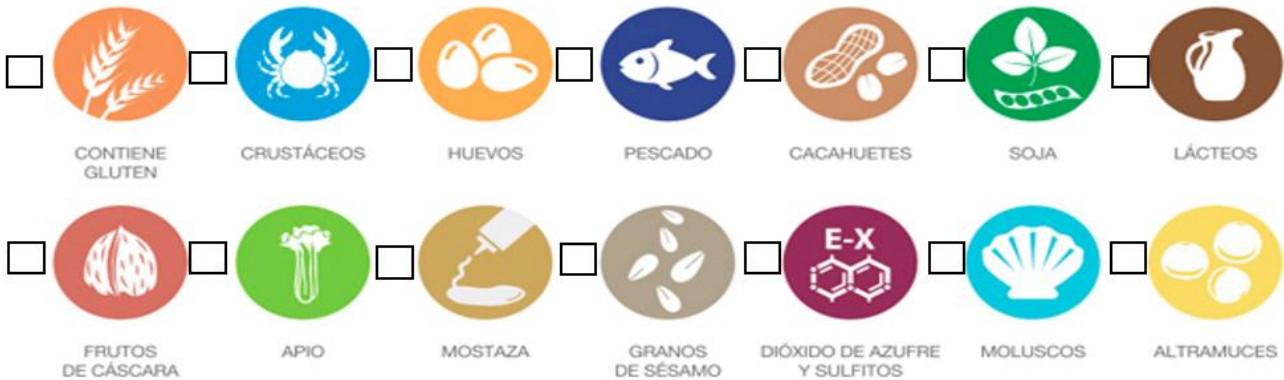 CONTIENE
GLUTEN
CRUSTÁCEOS
HUEVOS
PESCADO
CACAHUETES
SOJA
LÁCTEOS
FRUTOS
DE CÁSCARA
APIO
MOSTAZA
GRANOS
DE SÉSAMO
E-X
DIÓXIDO DE AZUFRE
Y SULFITOS
MOLUSCOS
ALTRAMUCES